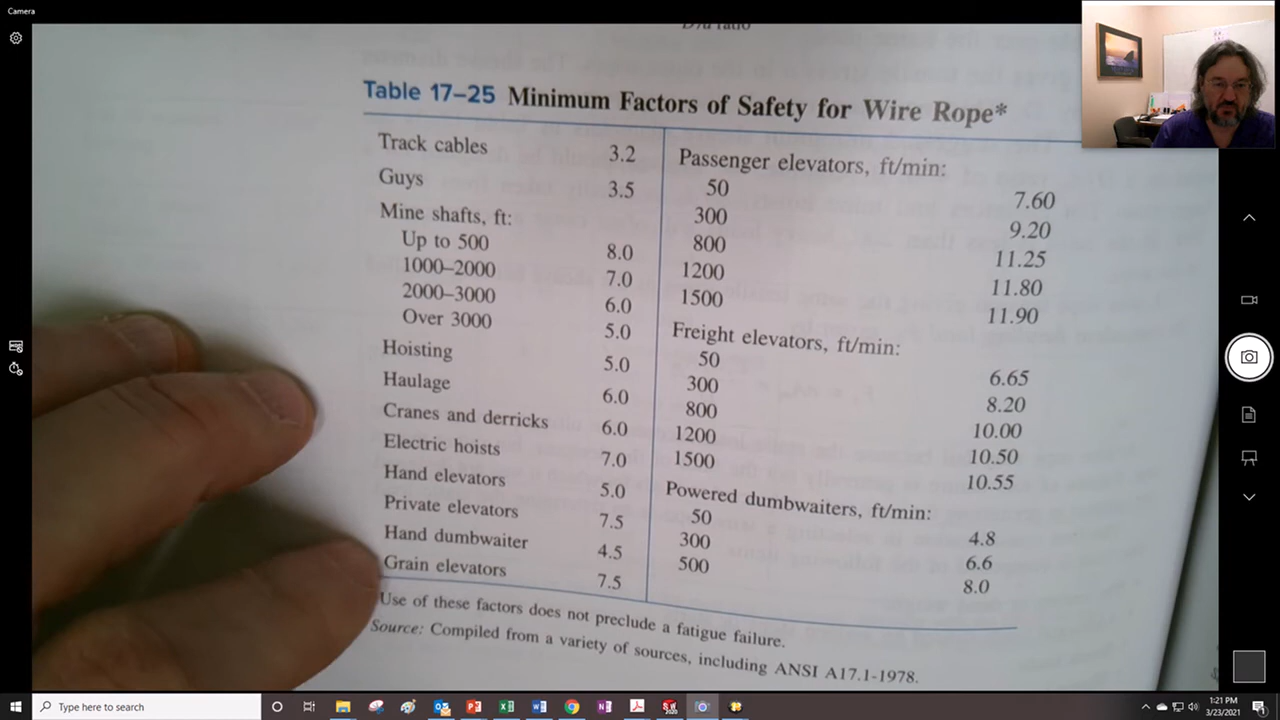 Camera
D/d ratio
Table 17–25 Minimum Factors of Safety for Wire Rope*
Track cables 3.2
Guys 3.5
Mine shafts, ft:
Up to 500 8.0
1000–2000 7.0
2000–3000 6.0
Over 3000 5.0
Hoisting 5.0
Haulage 6.0
Cranes and derricks 6.0
Electric hoists 7.0
Hand elevators 5.0
Private elevators 7.5
Hand dumbwaiter 4.5
Grain elevators 7.5
Passenger elevators, ft/min:
50 7.60
300 9.20
800 11.25
1200 11.80
1500 11.90
Freight elevators, ft/min:
50 6.65
300 8.20
800 10.00
1200 10.50
1500 10.55
Powered dumbwaiters, ft/min:
50 4.8
300 6.6
500 8.0
Use of these factors does not preclude a fatigue failure.
Source: Compiled from a variety of sources, including ANSI A17.1-1978.
Type here to search
1:21 PM
3/23/2021